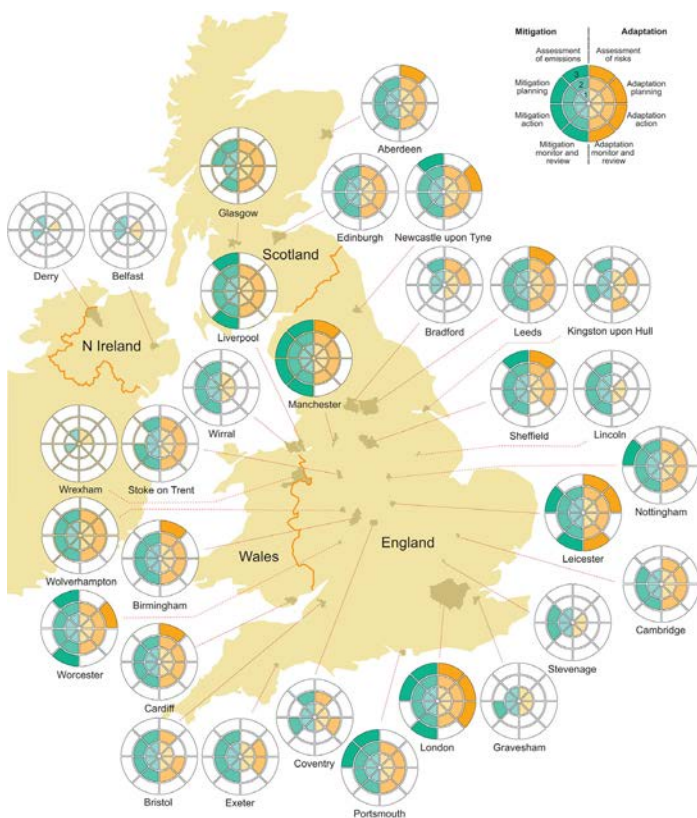 Mitigation
Adaptation
Assessment of emissions
Assessment of risks
Mitigation planning
Adaptation planning
Mitigation action
Adaptation action
Mitigation monitor and review
Adaptation monitor and review
3
2
1
Aberdeen
Glasgow
Edinburgh
Newcastle upon Tyne
Derry
Belfast
Scotland
Liverpool
Bradford
Leeds
Kingston upon Hull
N Ireland
Manchester
Wirral
Sheffield
Lincoln
Wrexham
Stoke on Trent
Nottingham
Wolverhampton
Birmingham
Wales
England
Leicester
Cambridge
Worcester
Cardiff
Stevenage
London
Gravesham
Bristol
Exeter
Coventry
Portsmouth